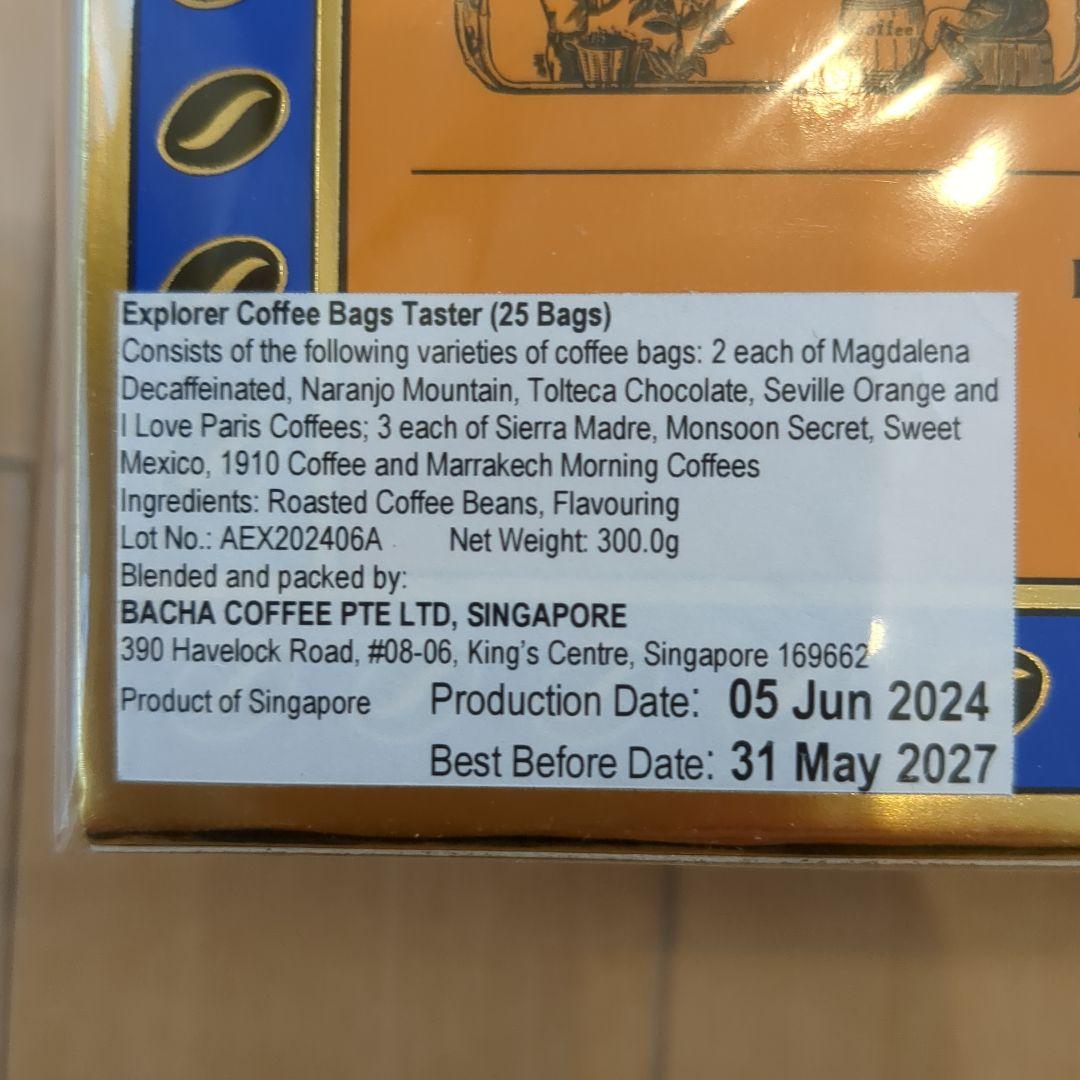 Coffee
Explorer Coffee Bags Taster (25 Bags)
Consists of the following varieties of coffee bags: 2 each of Magdalena
Decaffeinated, Naranjo Mountain, Tolteca Chocolate, Seville Orange and
I Love Paris Coffees; 3 each of Sierra Madre, Monsoon Secret, Sweet
Mexico, 1910 Coffee and Marrakech Morning Coffees
Ingredients: Roasted Coffee Beans, Flavouring
Lot No.: AEX202406A Net Weight: 300.0g
Blended and packed by:
BACHA COFFEE PTE LTD, SINGAPORE
390 Havelock Road, #08-06, King's Centre, Singapore 169662
Product of Singapore Production Date: 05 Jun 2024
Best Before Date: 31 May 2027